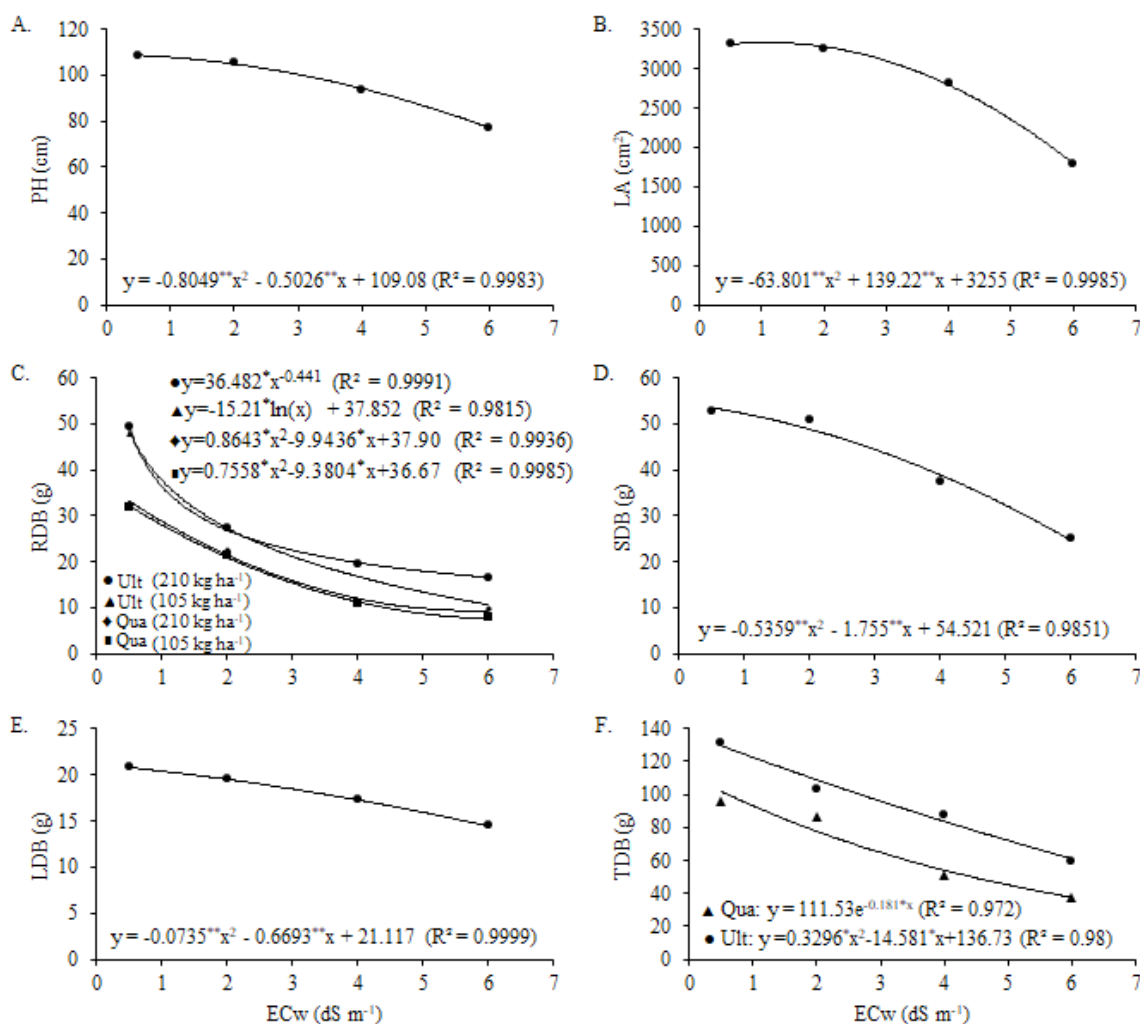 A.
120
100
80
60
40
20
0
PH (cm)
y = -0.8049**x² - 0.5026**x + 109.08 (R² = 0.9983)
0 1 2 3 4 5 6 7
B.
3500
3000
2500
2000
1500
1000
500
0
LA (cm²)
y = -63.801**x² + 139.22**x + 3255 (R² = 0.9985)
0 1 2 3 4 5 6 7
C.
60
50
40
30
20
10
0
RDB (g)
y=36.482*x⁻⁰·⁴⁴¹ (R² = 0.9991)
y=-15.21*ln(x) + 37.852 (R² = 0.9815)
y=0.8643*x²-9.9436*x+37.90 (R² = 0.9936)
y=0.7558*x²-9.3804*x+36.67 (R² = 0.9985)
Ult (210 kg ha⁻¹)
Ult (105 kg ha⁻¹)
Qua (210 kg ha⁻¹)
Qua (105 kg ha⁻¹)
0 1 2 3 4 5 6 7
D.
60
50
40
30
20
10
0
SDB (g)
y = -0.5359**x² - 1.755**x + 54.521 (R² = 0.9851)
0 1 2 3 4 5 6 7
E.
25
20
15
10
5
0
LDB (g)
y = -0.0735**x² - 0.6693**x + 21.117 (R² = 0.9999)
0 1 2 3 4 5 6 7
ECw (dS m⁻¹)
F.
140
120
100
80
60
40
20
0
TDB (g)
Qua: y = 111.53e⁻⁰·¹⁸¹*ˣ (R² = 0.972)
Ult: y=0.3296*x²-14.581*x+136.73 (R² = 0.98)
0 1 2 3 4 5 6 7
ECw (dS m⁻¹)